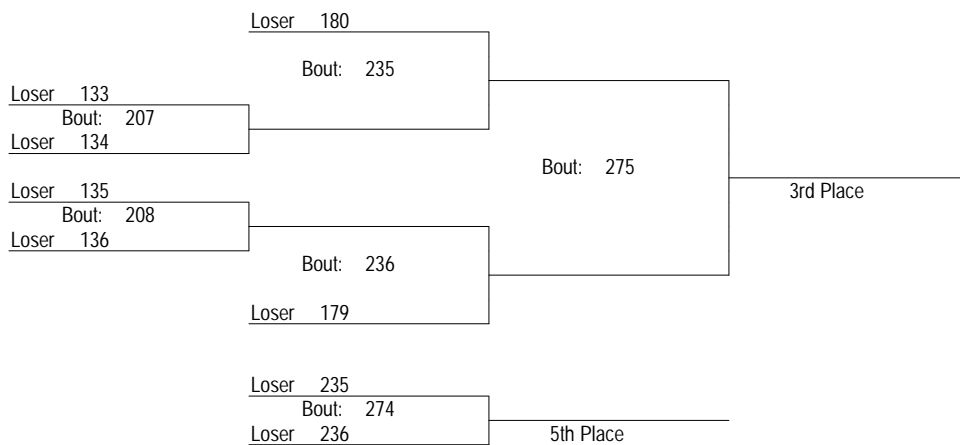 Loser 180
Bout: 235
Loser 133
Bout: 207
Loser 134
Bout: 275
3rd Place
Loser 135
Bout: 208
Loser 136
Bout: 236
Loser 179
Loser 235
Bout: 274
Loser 236
5th Place